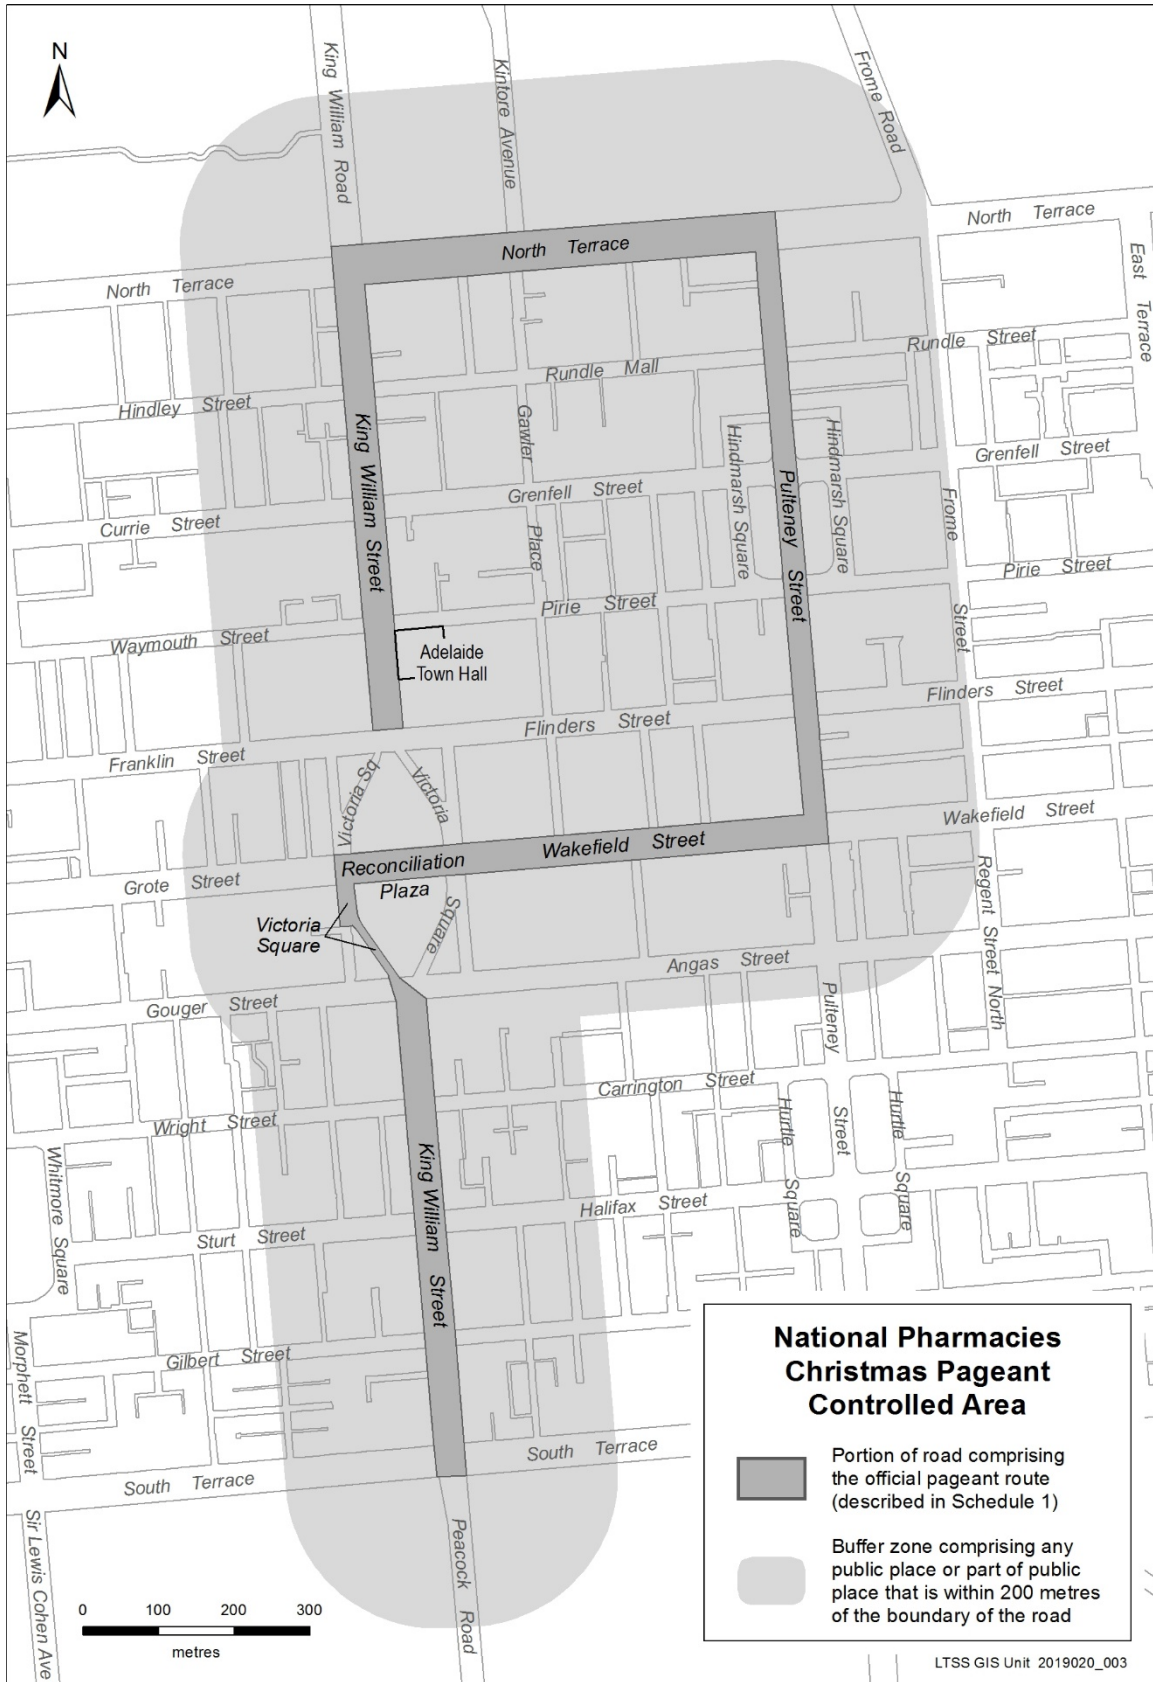 N
King William Road
Kintore Avenue
Frome Road
North Terrace
North Terrace
North Terrace
East Terrace
Rundle Street
Rundle Mall
Hindley Street
King William Street
Gawler Place
Hindmarsh Square
Hindmarsh Square
Pulteney Street
Grenfell Street
Grenfell Street
Currie Street
Frome Street
Pirie Street
Pirie Street
Waymouth Street
Adelaide
Town Hall
Flinders Street
Flinders Street
Franklin Street
Victoria Sq
Victoria Square
Wakefield Street
Wakefield Street
Reconciliation
Plaza
Grote Street
Victoria
Square
Regent Street North
Angas Street
Gouger Street
Pulteney Street
Carrington Street
Hurtle Square
Hurtle Square
Wright Street
Whitmore Square
King William Street
Halifax Street
Sturt Street
Gilbert Street
Morphett Street
South Terrace
South Terrace
Sir Lewis Cohen Ave
Peacock Road
0 100 200 300
metres
National Pharmacies
Christmas Pageant
Controlled Area
Portion of road comprising
the official pageant route
(described in Schedule 1)
Buffer zone comprising any
public place or part of public
place that is within 200 metres
of the boundary of the road
LTSS GIS Unit 2019020_003